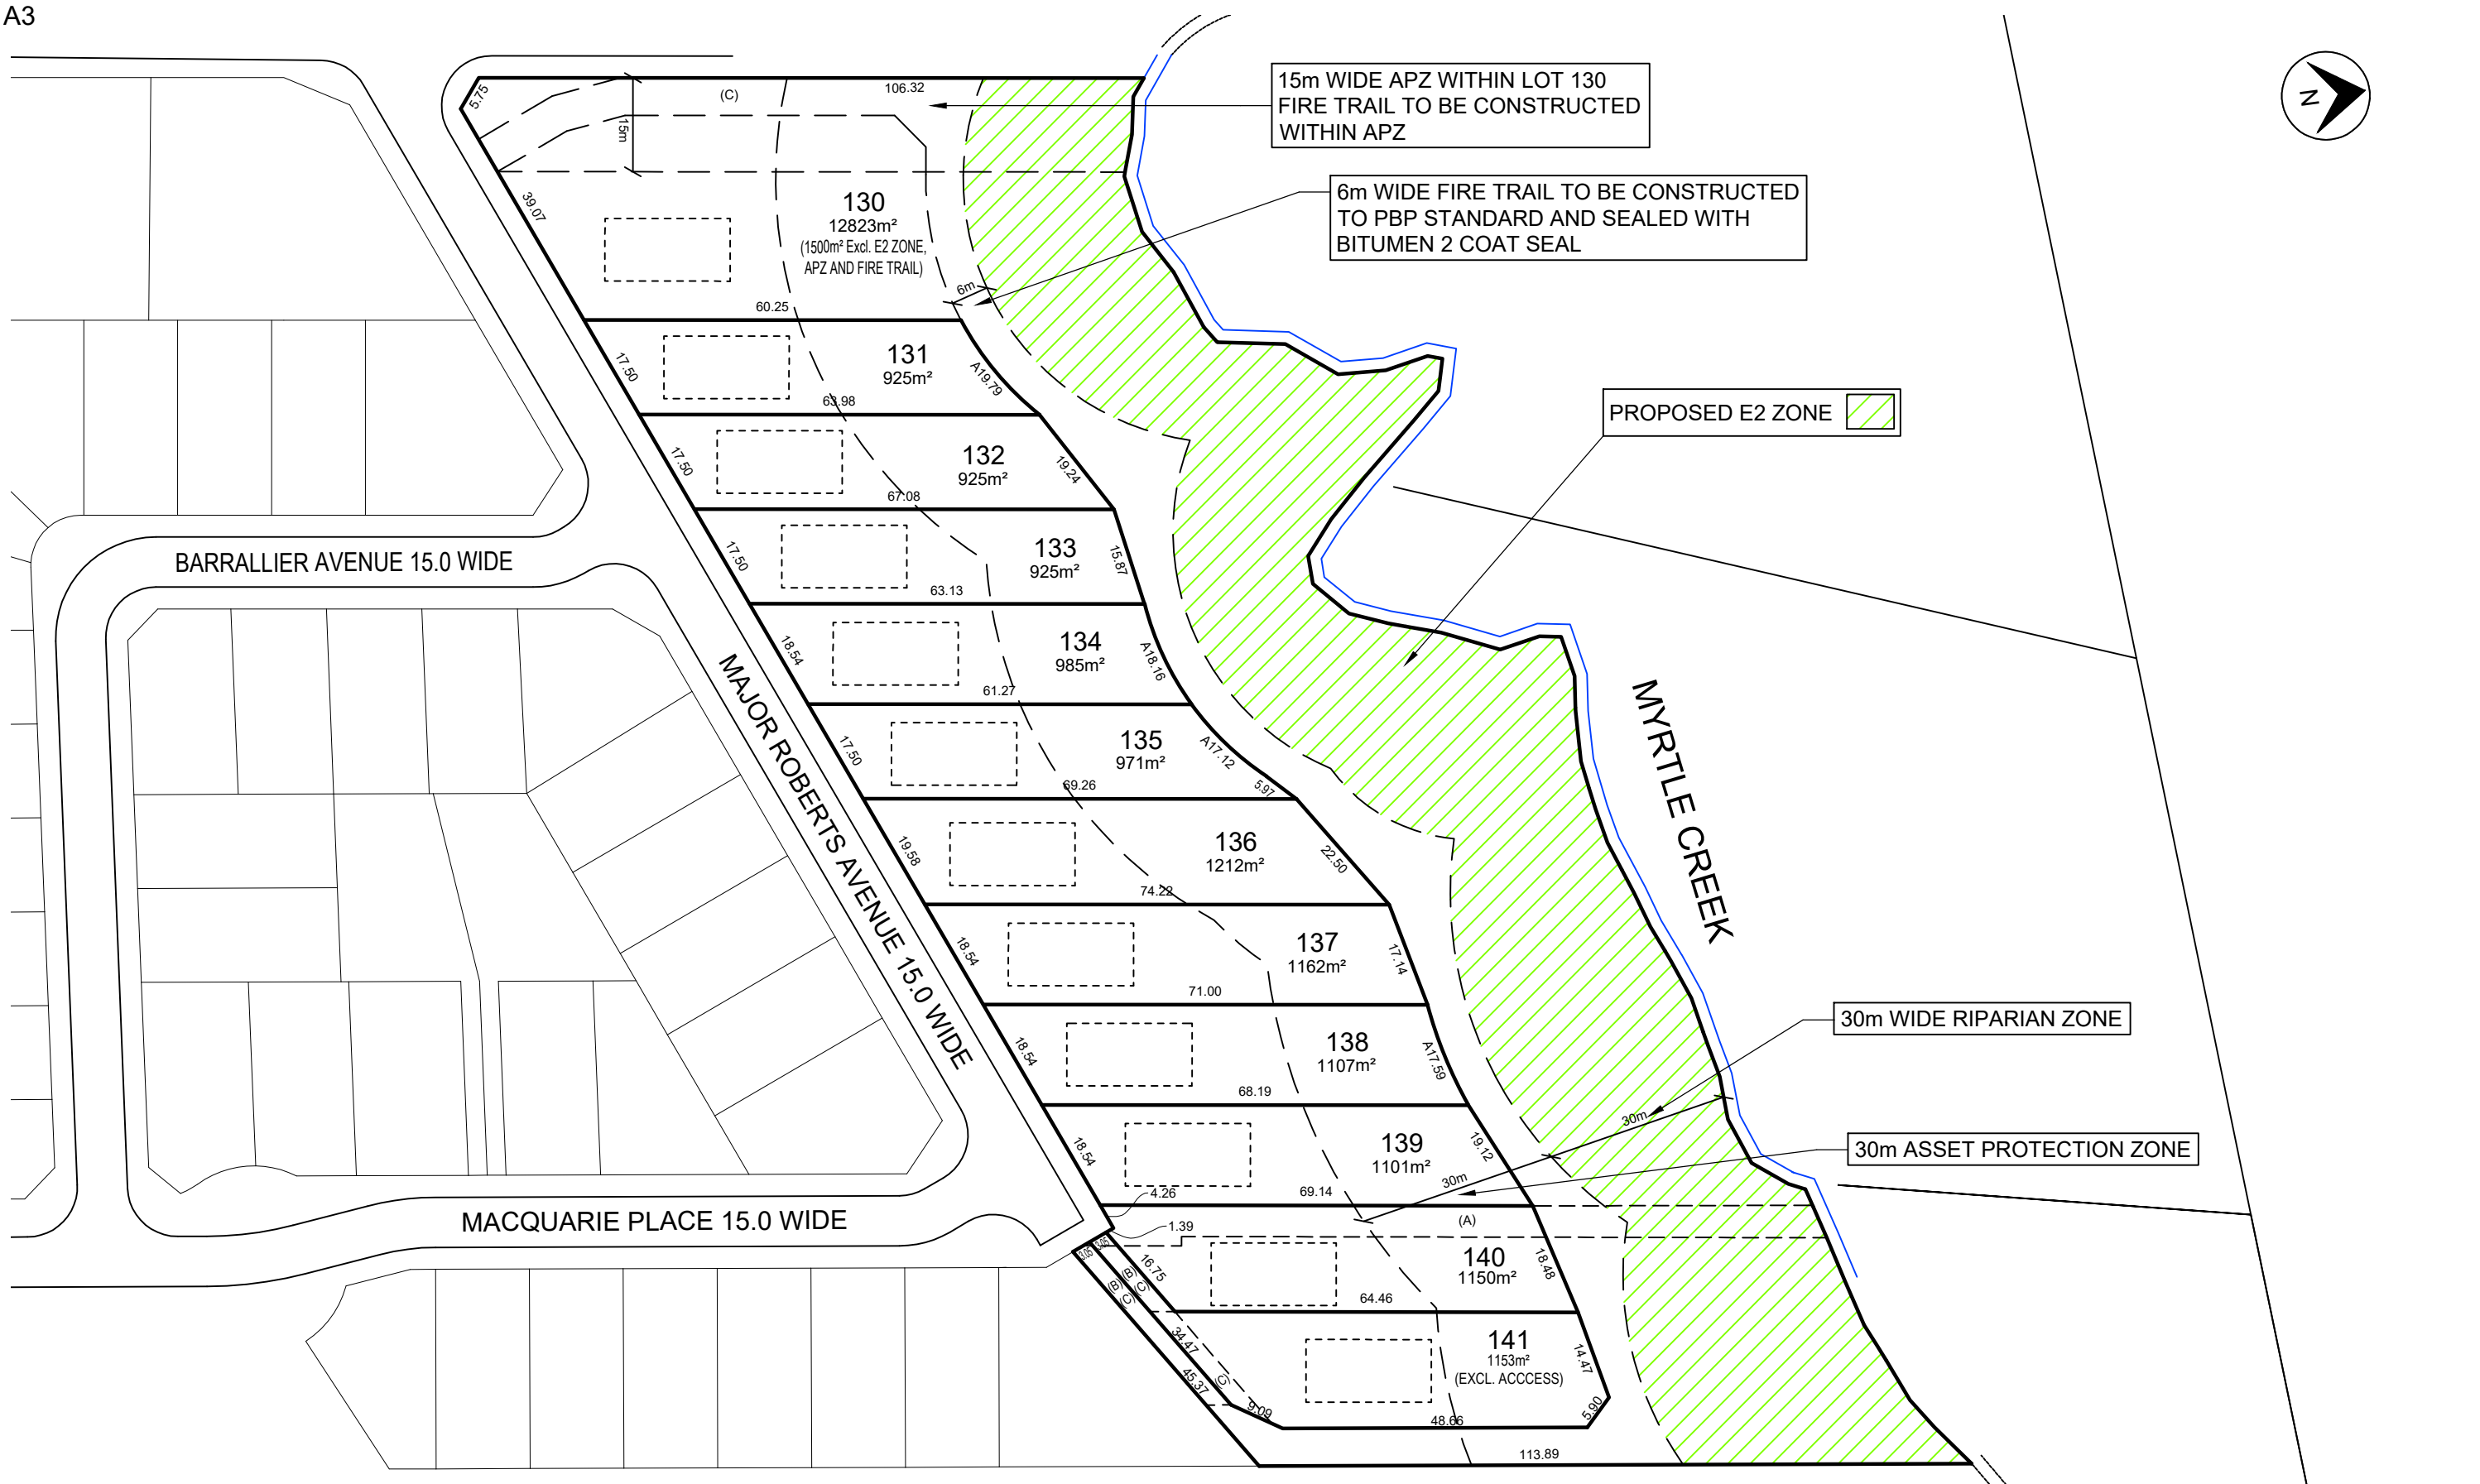 A3
15m WIDE APZ WITHIN LOT 130
FIRE TRAIL TO BE CONSTRUCTED
WITHIN APZ
N
5.75
(C)
106.32
15m
6m WIDE FIRE TRAIL TO BE CONSTRUCTED
TO PBP STANDARD AND SEALED WITH
BITUMEN 2 COAT SEAL
39.07
130
12823m²
(1500m² Excl. E2 ZONE,
APZ AND FIRE TRAIL)
6m
60.25
17.50
131
925m²
A19.79
63.98
PROPOSED E2 ZONE
17.50
132
925m²
19.24
67.08
BARRALLIER AVENUE 15.0 WIDE
17.50
133
925m²
15.87
63.13
18.54
134
985m²
A18.16
61.27
MAJOR ROBERTS AVENUE 15.0 WIDE
MYRTLE CREEK
17.50
135
971m²
A17.12
5.97
69.26
19.58
136
1212m²
22.50
74.22
18.54
137
1162m²
17.14
71.00
30m WIDE RIPARIAN ZONE
18.54
138
1107m²
A17.59
68.19
30m
18.54
139
1101m²
19.12
30m ASSET PROTECTION ZONE
30m
69.14
4.26
MACQUARIE PLACE 15.0 WIDE
1.39
(A)
3.05
3.05
16.75
140
1150m²
18.48
(B)
(C)
(B)
(C)
64.46
34.47
45.37
(C)
141
1153m²
(EXCL. ACCCESS)
14.47
9.09
48.66
5.90
113.89